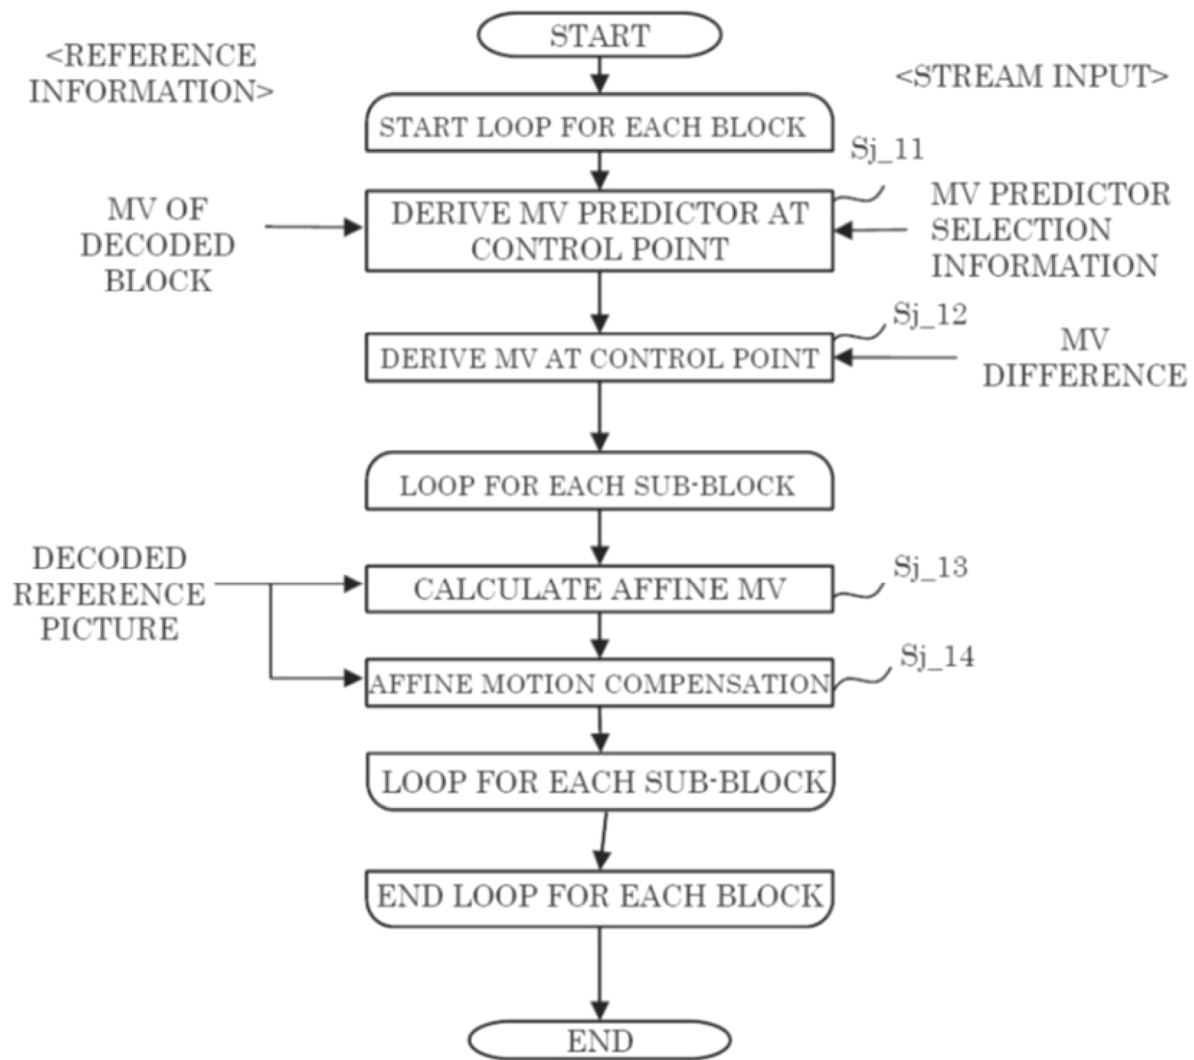 START
<REFERENCE
INFORMATION>
<STREAM INPUT>
START LOOP FOR EACH BLOCK
Sj_11
MV OF
DECODED
BLOCK
DERIVE MV PREDICTOR AT
CONTROL POINT
MV PREDICTOR
SELECTION
INFORMATION
Sj_12
DERIVE MV AT CONTROL POINT
MV
DIFFERENCE
LOOP FOR EACH SUB-BLOCK
DECODED
REFERENCE
PICTURE
CALCULATE AFFINE MV
Sj_13
AFFINE MOTION COMPENSATION
Sj_14
LOOP FOR EACH SUB-BLOCK
END LOOP FOR EACH BLOCK
END